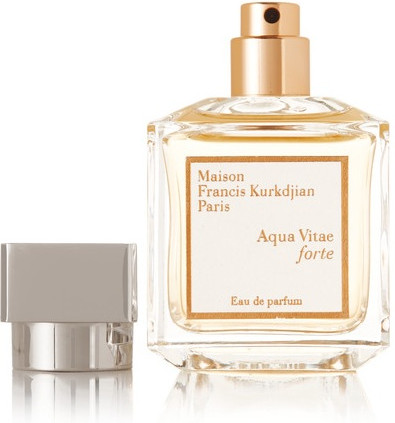 Maison
Francis Kurkdjian
Paris
Aqua Vitae
forte
Eau de parfum